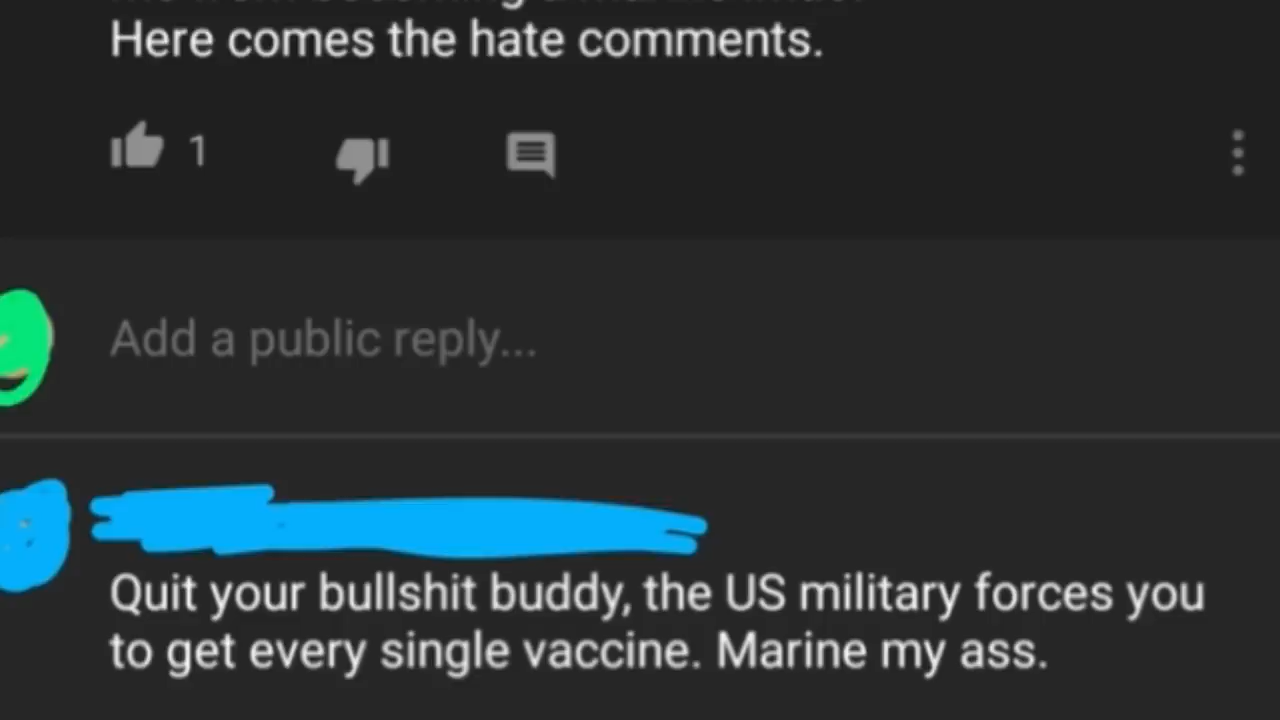 Here comes the hate comments.
1
Add a public reply...
Quit your bullshit buddy, the US military forces you
to get every single vaccine. Marine my ass.